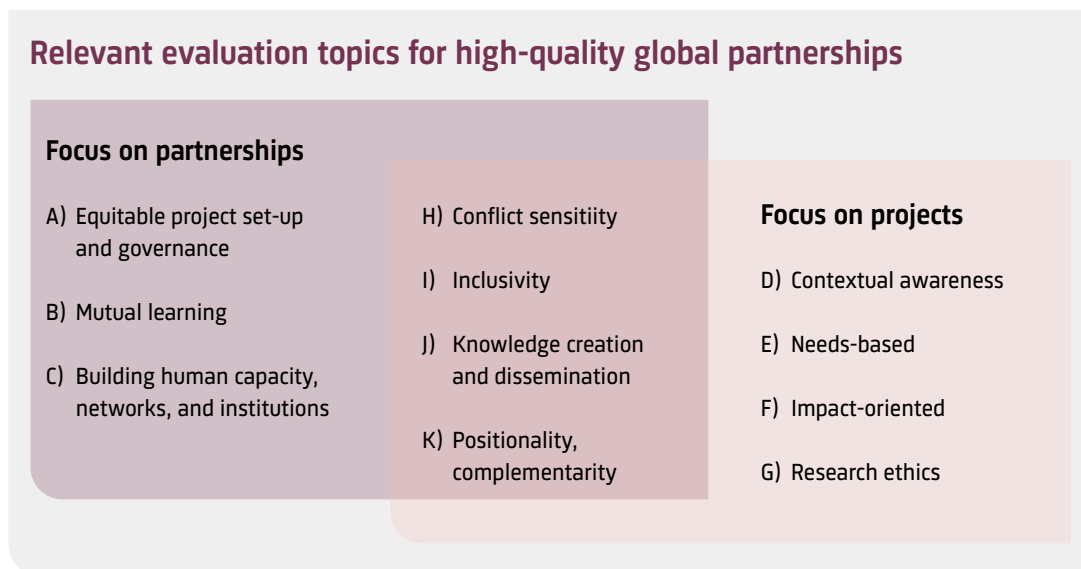 Relevant evaluation topics for high-quality global partnerships
Focus on partnerships
A) Equitable project set-up
and governance
B) Mutual learning
C) Building human capacity,
networks, and institutions
H) Conflict sensitiity
I) Inclusivity
J) Knowledge creation
and dissemination
K) Positionality,
complementarity
Focus on projects
D) Contextual awareness
E) Needs-based
F) Impact-oriented
G) Research ethics